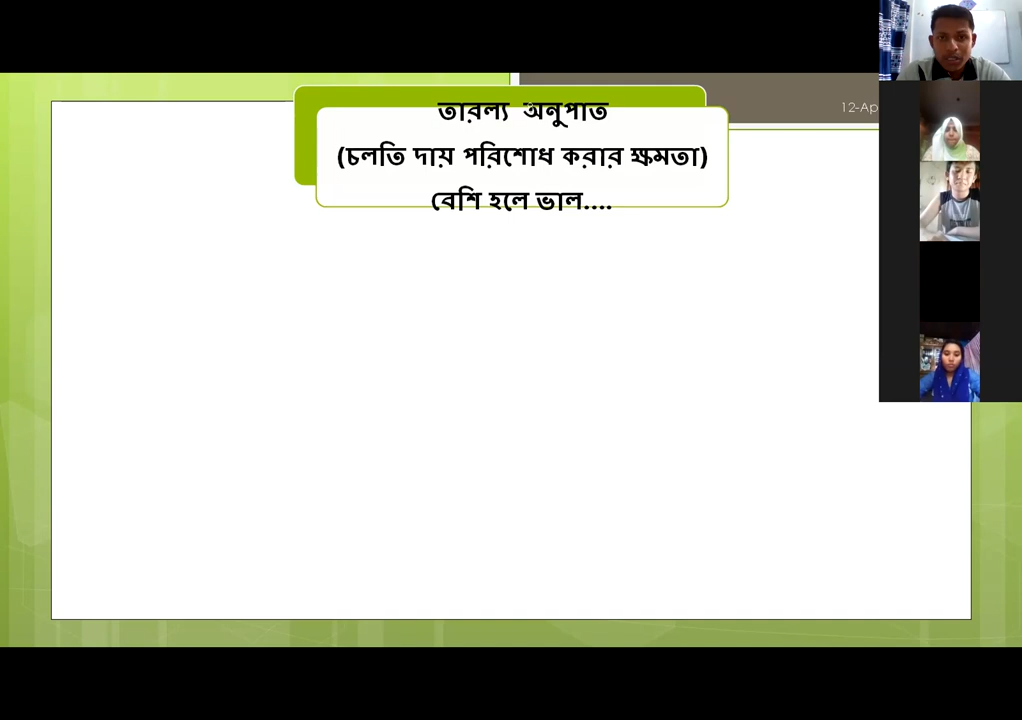 তারল্য অনুপাত
(চলতি দায় পরিশোধ করার ক্ষমতা)
বেশি হলে ভাল....
12-Ap